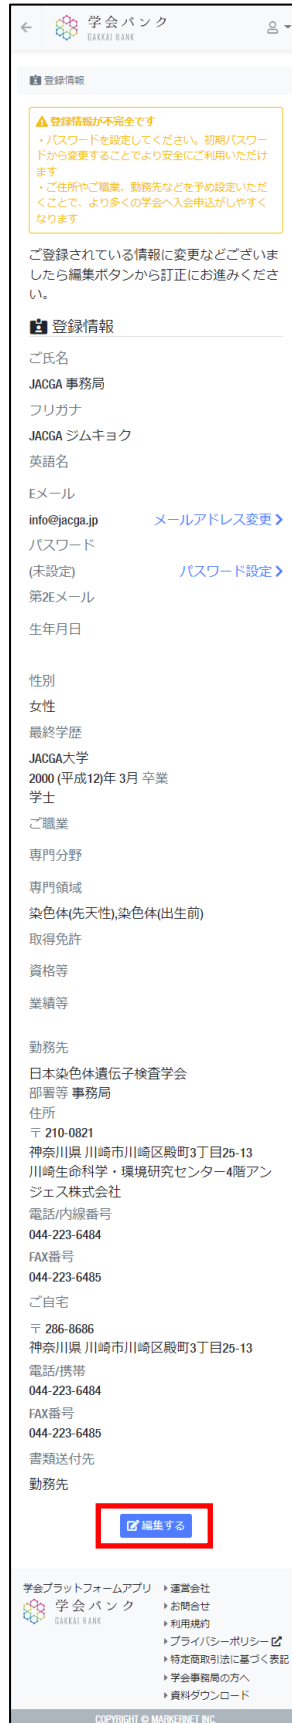 学会バンク
GAKKAI BANK
登録情報
登録情報が不完全です
・パスワードを設定してください。初期パスワー
ドから変更することでより安全にご利用いただけ
ます
・ご住所やご職業、勤務先などを予め設定いただ
くことで、より多くの学会へ入会申込がしやすく
なります
ご登録されている情報に変更などございま
したら編集ボタンから訂正にお進みくださ
い。
登録情報
ご氏名
JACGA 事務局
フリガナ
JACGA ジムキョク
英語名
Eメール
info@jacga.jp メールアドレス変更
パスワード
(未設定) パスワード設定
第2Eメール
生年月日
性別
女性
最終学歴
JACGA大学
2000 (平成12)年 3月 卒業
学士
ご職業
専門分野
専門領域
染色体(先天性),染色体(出生前)
取得免許
資格等
業績等
勤務先
日本染色体遺伝子検査学会
部署等 事務局
住所
〒 210-0821
神奈川県 川崎市川崎区殿町3丁目25-13
川崎生命科学・環境研究センター4階アン
ジェス株式会社
電話/内線番号
044-223-6484
FAX番号
044-223-6485
ご自宅
〒 286-8686
神奈川県 川崎市川崎区殿町3丁目25-13
電話/携帯
044-223-6484
FAX番号
044-223-6485
書類送付先
勤務先
編集する
学会プラットフォームアプリ
学会バンク
GAKKAI BANK
運営会社
お問合せ
利用規約
プライバシーポリシー
特定商取引法に基づく表記
学会事務局の方へ
資料ダウンロード
COPYRIGHT © MARKERNET INC.